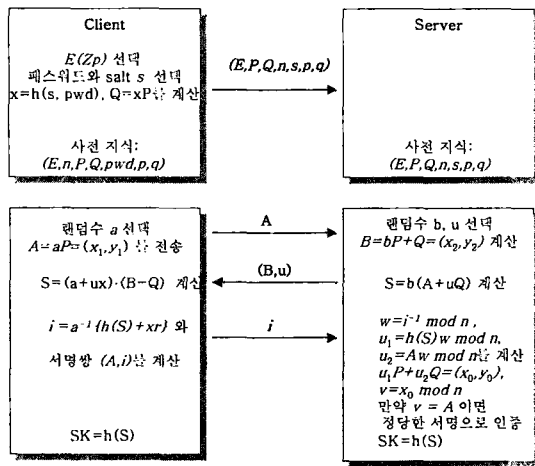 Client
E(Zp) 선택
패스워드와 salt s 선택
x=h(s, pwd), Q=xP를 계산
사전 지식:
(E,n,P,Q,pwd,p,q)
(E,P,Q,n,s,p,q)
Server
사전 지식:
(E,P,Q,n,s,p,q)
랜덤수 a 선택
A=aP=(x₁,y₁) 를 전송
S=(a+ux)·(B-Q) 계산
i=a⁻¹{h(S)+xr} 와
서명쌍 (A,i)를 계산
SK=h(S)
A
(B,u)
i
랜덤수 b, u 선택
B=bP+Q=(x₂,y₂) 계산
S=b(A+uQ) 계산
w=i⁻¹ mod n,
u₁=h(S)w mod n,
u₂=Aw mod n를 계산
u₁P+u₂Q=(x₀,y₀),
v=x₀ mod n
만약 v = A 이면
정당한 서명으로 인증
SK=h(S)